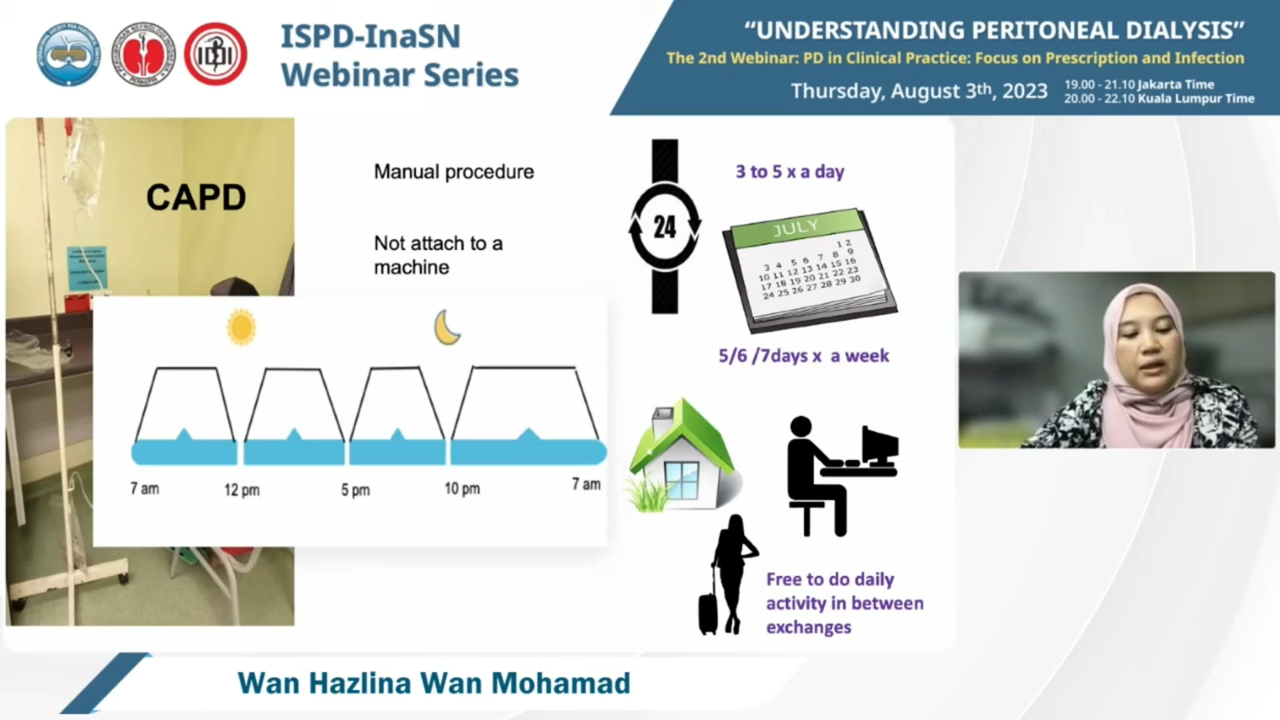 ISPD-InaSN
Webinar Series
“UNDERSTANDING PERITONEAL DIALYSIS”
The 2nd Webinar: PD in Clinical Practice: Focus on Prescription and Infection
Thursday, August 3th, 2023
19.00 - 21.10 Jakarta Time
20.00 - 22.10 Kuala Lumpur Time
CAPD
Manual procedure
Not attach to a
machine
7 am
12 pm
5 pm
10 pm
7 am
24
3 to 5 x a day
JULY
1 2
3 4 5 6 7 8 9
10 11 12 13 14 15 16
17 18 19 20 21 22 23
24 25 26 27 28 29 30
5/6 /7days x a week
Free to do daily
activity in between
exchanges
Wan Hazlina Wan Mohamad